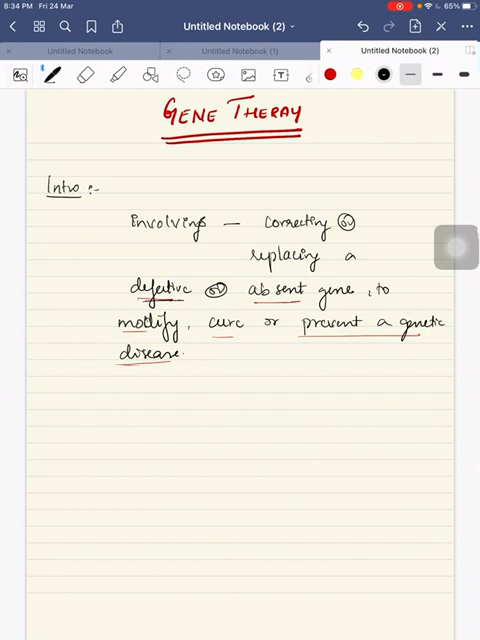 8:34 PM Fri 24 Mar
65%
Untitled Notebook (2)
Untitled Notebook
Untitled Notebook (1)
Untitled Notebook (2)
GENE THERAY
Intro :-
Involving — correcting or
replacing a
defective or absent gene, to
modify, cure or prevent a genetic
disease.